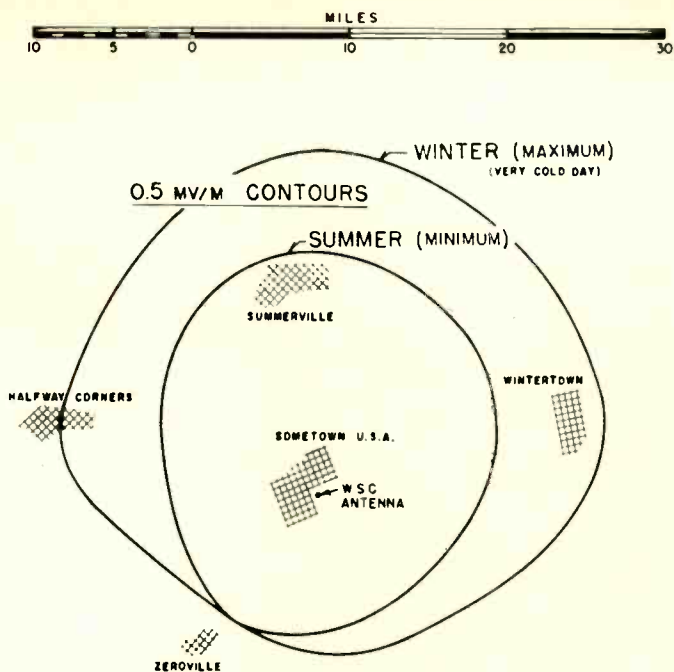 MILES
10 5 0 10 20 30
WINTER (MAXIMUM)
(VERY COLD DAY)
0.5 MV/M CONTOURS
SUMMER (MINIMUM)
SUMMERVILLE
HALFWAY CORNERS
WINTERTOWN
SOMETOWN U.S.A.
WSC
ANTENNA
ZEROVILLE